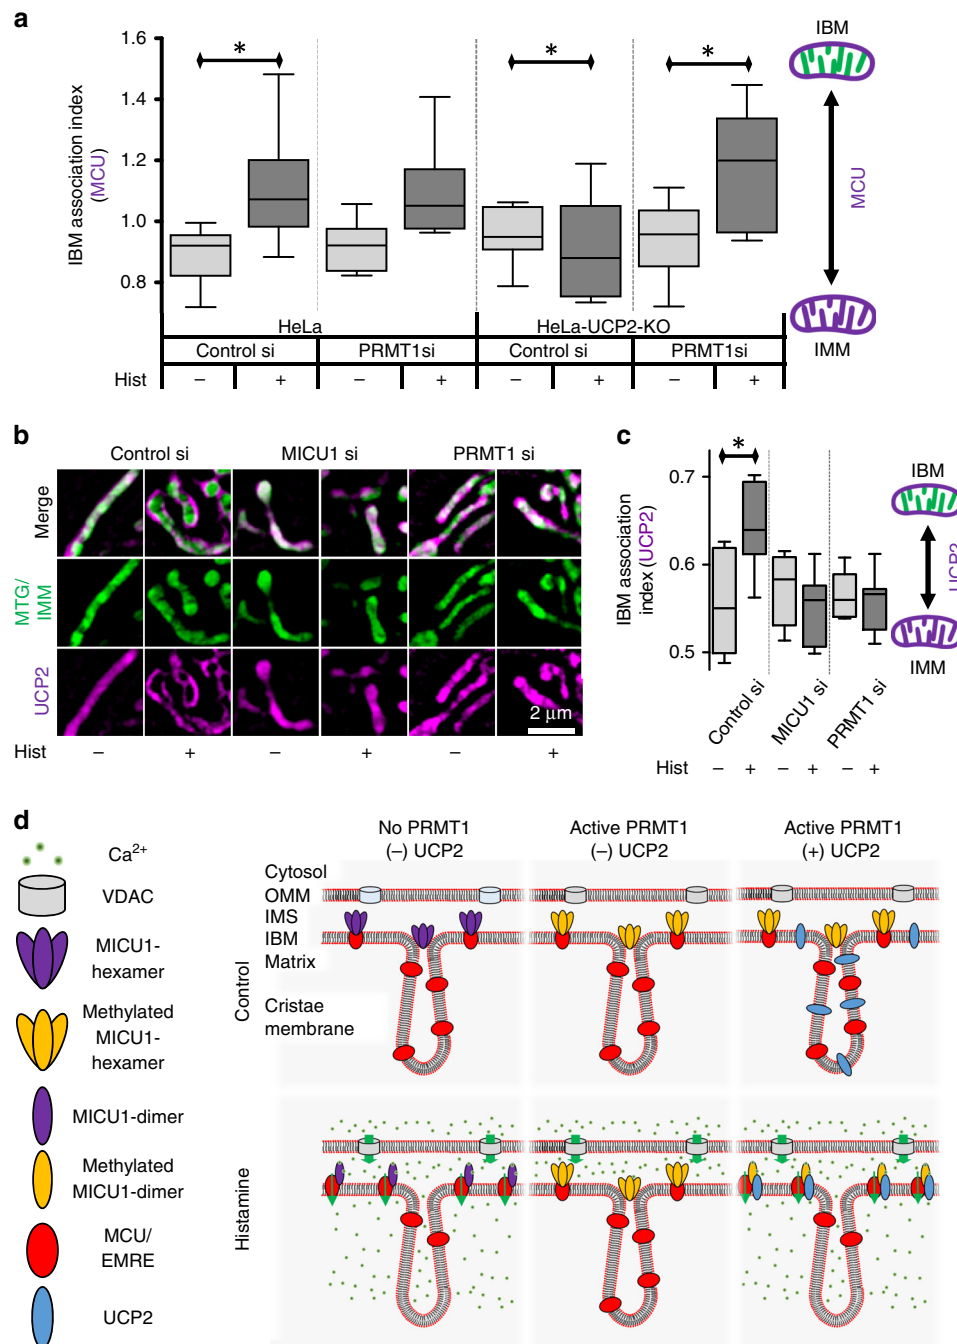 a
1.6
1.4
1.2
1.0
0.8
IBM association index
(MCU)
*
*
*
IBM
MCU
IMM
HeLa
HeLa-UCP2-KO
Control si
PRMT1si
Control si
PRMT1si
Hist
–
+
–
+
–
+
–
+
b
Control si
MICU1 si
PRMT1 si
Merge
MTG/
IMM
UCP2
2 µm
Hist
–
+
–
+
–
+
c
*
0.7
0.6
0.5
IBM association
index (UCP2)
IBM
UCP2
IMM
Control si
MICU1 si
PRMT1 si
Hist
–
+
–
+
–
+
d
Ca2+
VDAC
MICU1-
hexamer
Methylated
MICU1-
hexamer
MICU1-dimer
Methylated
MICU1-dimer
MCU/
EMRE
UCP2
No PRMT1
(–) UCP2
Active PRMT1
(–) UCP2
Active PRMT1
(+) UCP2
Control
Cytosol
OMM
IMS
IBM
Matrix
Cristae
membrane
Histamine